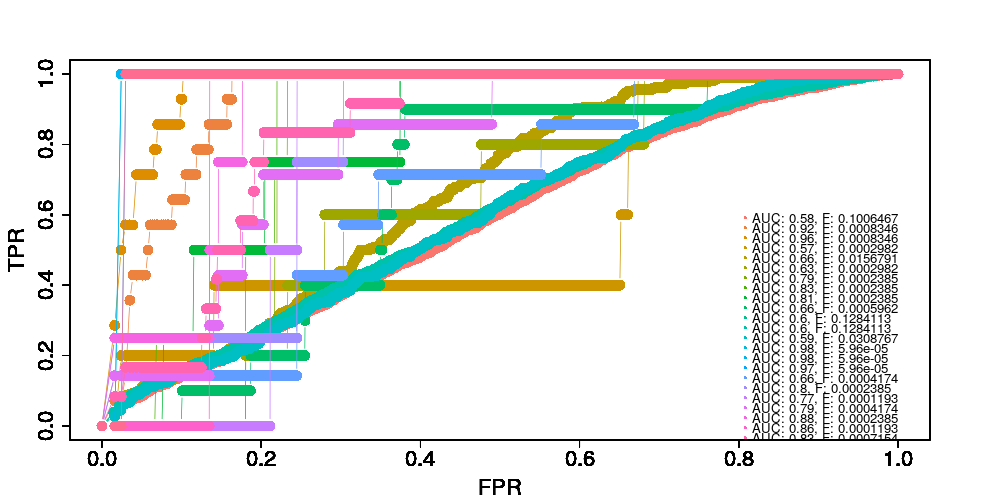 TPR
1.0
0.8
0.6
0.4
0.2
0.0
0.0 0.2 0.4 0.6 0.8 1.0
FPR
AUC: 0.58, F: 0.1006467
AUC: 0.92, F: 0.0008346
AUC: 0.96, F: 0.0008346
AUC: 0.57, F: 0.0002982
AUC: 0.66, F: 0.0156791
AUC: 0.63, F: 0.0002982
AUC: 0.79, F: 0.0002385
AUC: 0.83, F: 0.0002385
AUC: 0.81, F: 0.0002385
AUC: 0.66, F: 0.0005962
AUC: 0.6, F: 0.1284113
AUC: 0.6, F: 0.1284113
AUC: 0.59, F: 0.0308767
AUC: 0.98, F: 5.96e-05
AUC: 0.98, F: 5.96e-05
AUC: 0.97, F: 5.96e-05
AUC: 0.66, F: 0.0004174
AUC: 0.8, F: 0.0002385
AUC: 0.77, F: 0.0001193
AUC: 0.79, F: 0.0004174
AUC: 0.88, F: 0.0002385
AUC: 0.86, F: 0.0001193